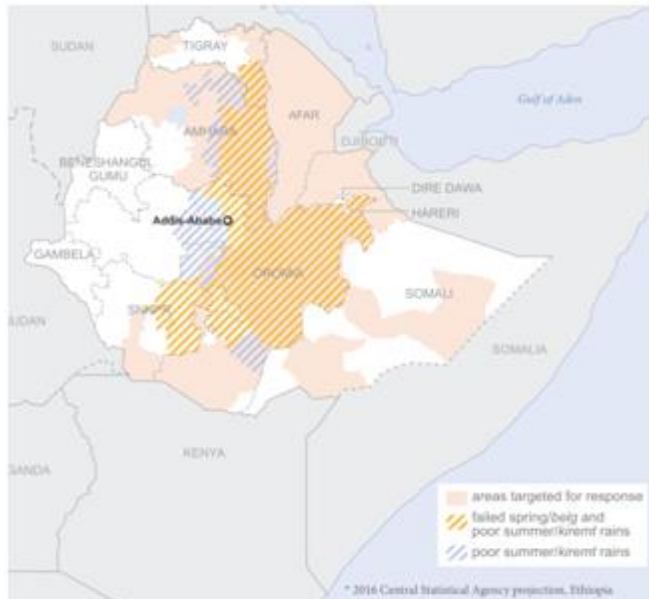 SUDAN
TIGRAY
Gulf of Aden
AFAR
AMHARA
DJIBOUTI
BENESHANGUL
GUMU
DIRE DAWA
HARERI
Addis-Ababa
GAMBELA
OROMIA
SOMALI
SNNPR
SUDAN
SOMALIA
KENYA
GANDA
areas targeted for response
failed spring/belg and
poor summer/kiremt rains
poor summer/kiremt rains
* 2016 Central Statistical Agency projection, Ethiopia